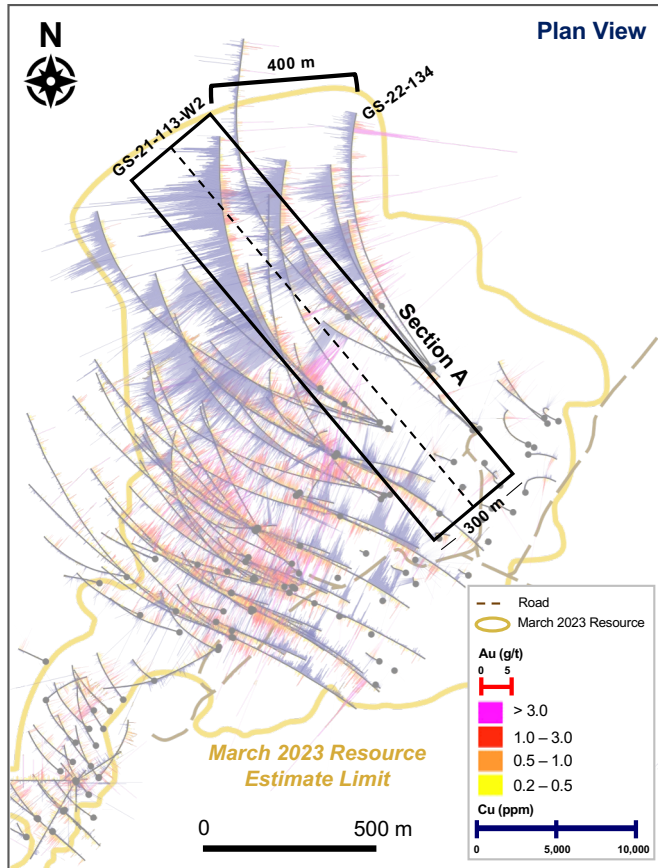 Plan View
N
400 m
GS-21-113-W2
GS-22-134
Section A
300 m
March 2023 Resource
Estimate Limit
0 500 m
Road
March 2023 Resource
Au (g/t)
0 5
> 3.0
1.0 – 3.0
0.5 – 1.0
0.2 – 0.5
Cu (ppm)
0 5,000 10,000